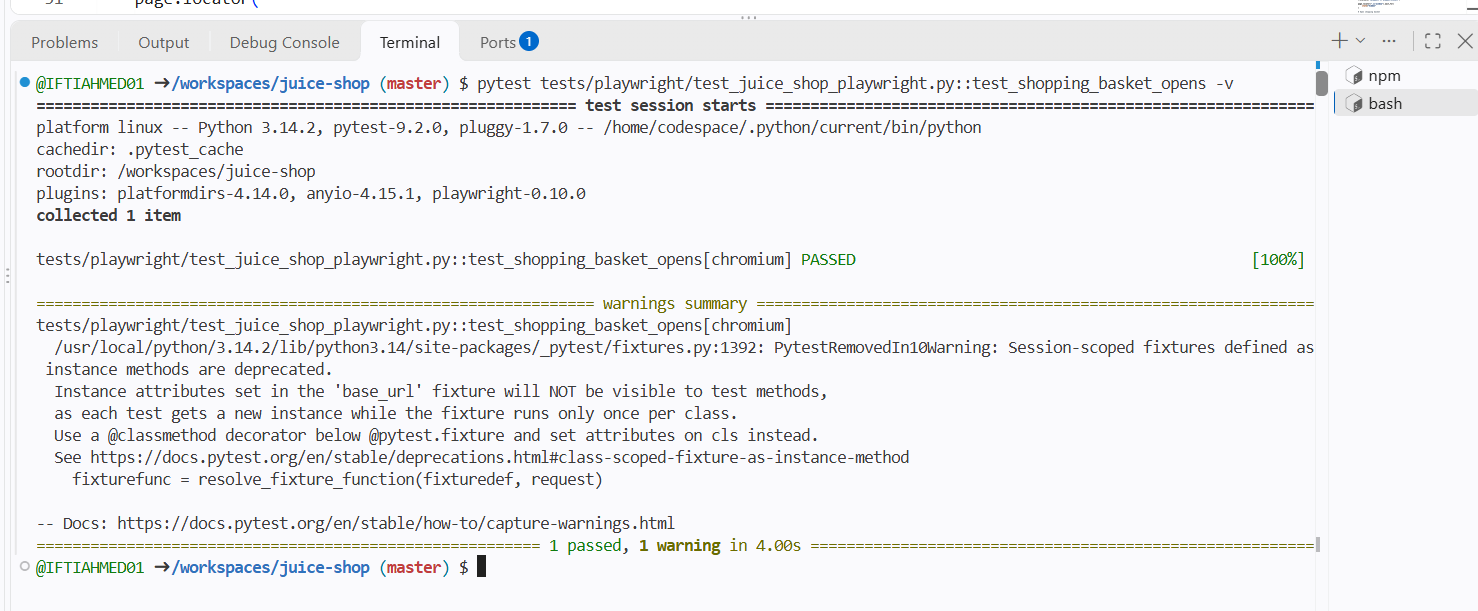 page.locator(
Problems Output Debug Console Terminal Ports 1
npm
bash
@IFTIAHMED01 ➔/workspaces/juice-shop (master) $ pytest tests/playwright/test_juice_shop_playwright.py::test_shopping_basket_opens -v
============================================================ test session starts =============================================================
platform linux -- Python 3.14.2, pytest-9.2.0, pluggy-1.7.0 -- /home/codespace/.python/current/bin/python
cachedir: .pytest_cache
rootdir: /workspaces/juice-shop
plugins: platformdirs-4.14.0, anyio-4.15.1, playwright-0.10.0
collected 1 item
tests/playwright/test_juice_shop_playwright.py::test_shopping_basket_opens[chromium] PASSED [100%]
============================================================== warnings summary ==============================================================
tests/playwright/test_juice_shop_playwright.py::test_shopping_basket_opens[chromium]
/usr/local/python/3.14.2/lib/python3.14/site-packages/_pytest/fixtures.py:1392: PytestRemovedIn10Warning: Session-scoped fixtures defined as
instance methods are deprecated.
Instance attributes set in the 'base_url' fixture will NOT be visible to test methods,
as each test gets a new instance while the fixture runs only once per class.
Use a @classmethod decorator below @pytest.fixture and set attributes on cls instead.
See https://docs.pytest.org/en/stable/deprecations.html#class-scoped-fixture-as-instance-method
fixturefunc = resolve_fixture_function(fixturedef, request)
-- Docs: https://docs.pytest.org/en/stable/how-to/capture-warnings.html
======================================================== 1 passed, 1 warning in 4.00s ========================================================
@IFTIAHMED01 ➔/workspaces/juice-shop (master) $